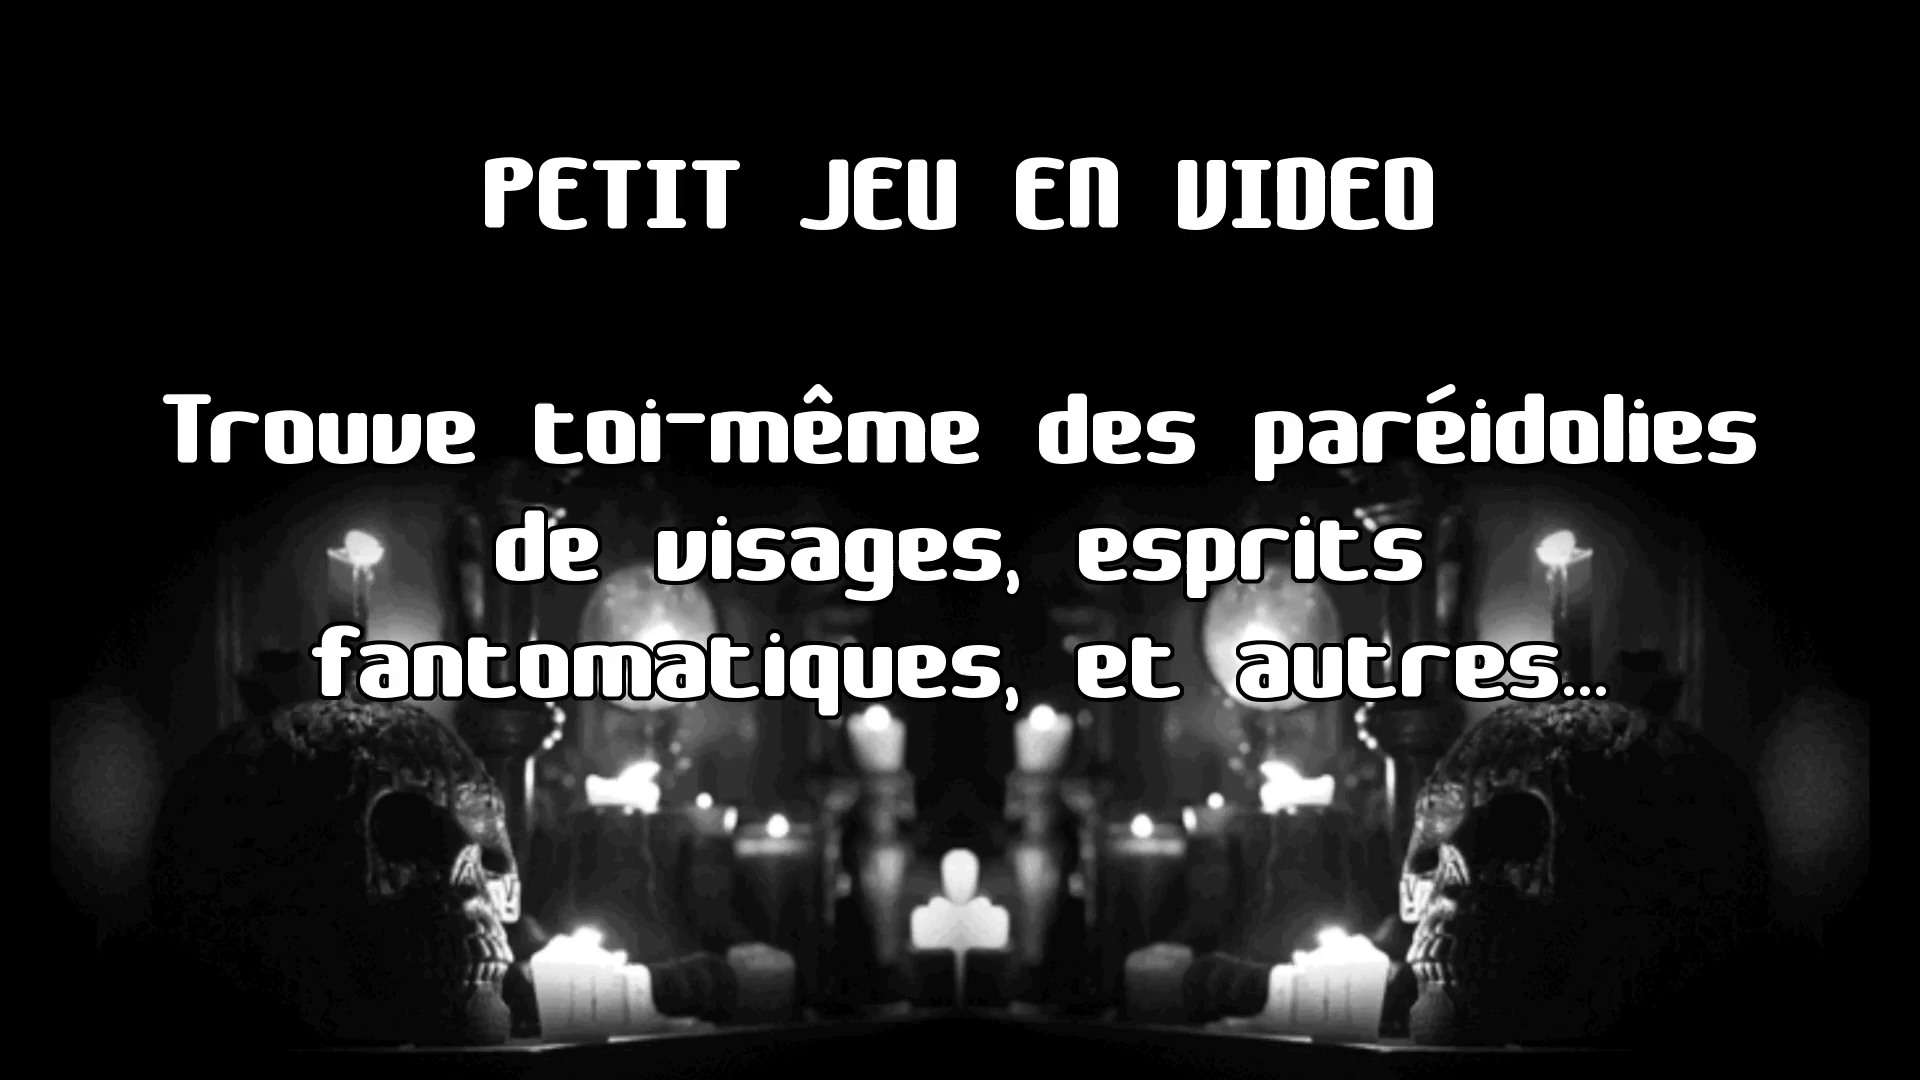 PETIT JEU EN VIDEO
Trouve toi-même des paréidolies
de visages, esprits
fantomatiques, et autres...